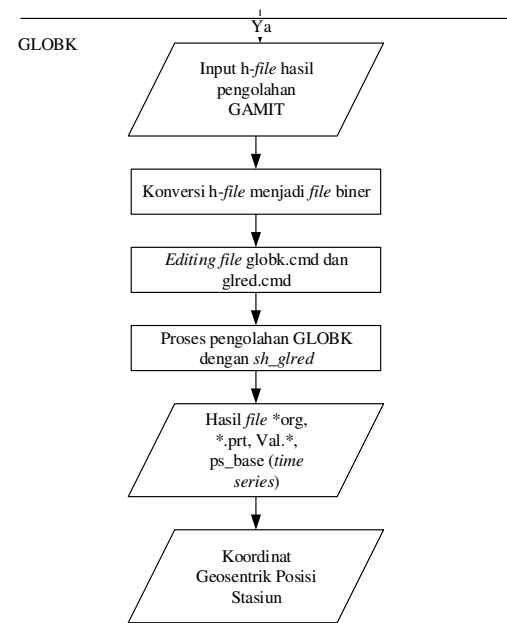 Ya
GLOBK
Input h-file hasil
pengolahan
GAMIT
Konversi h-file menjadi file biner
Editing file globk.cmd dan
glred.cmd
Proses pengolahan GLOBK
dengan sh_glred
Hasil file *org,
*.prt, Val.*,
ps_base (time
series)
Koordinat
Geosentrik Posisi
Stasiun